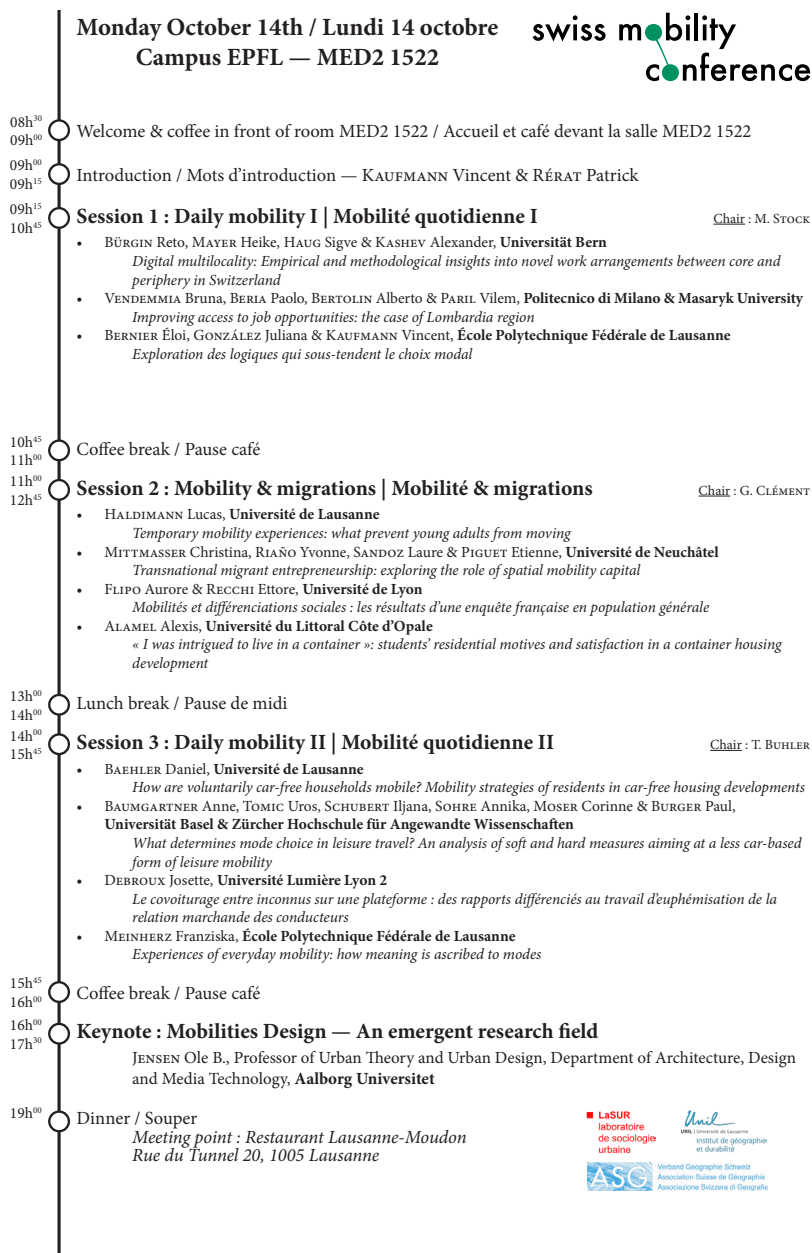 Monday October 14th / Lundi 14 octobre
Campus EPFL — MED2 1522
swiss mobility
conference
08h30
09h00
Welcome & coffee in front of room MED2 1522 / Accueil et café devant la salle MED2 1522
09h00
09h15
Introduction / Mots d'introduction — Kaufmann Vincent & Rérat Patrick
09h15
10h45
Session 1 : Daily mobility I | Mobilité quotidienne I
Chair : M. Stock
• Bürgin Reto, Mayer Heike, Haug Sigve & Kashev Alexander, Universität Bern
Digital multilocality: Empirical and methodological insights into novel work arrangements between core and
periphery in Switzerland
• Vendemmia Bruna, Beria Paolo, Bertolin Alberto & Paril Vilem, Politecnico di Milano & Masaryk University
Improving access to job opportunities: the case of Lombardia region
• Bernier Éloi, González Juliana & Kaufmann Vincent, École Polytechnique Fédérale de Lausanne
Exploration des logiques qui sous-tendent le choix modal
10h45
11h00
Coffee break / Pause café
11h00
12h45
Session 2 : Mobility & migrations | Mobilité & migrations
Chair : G. Clément
• Haldimann Lucas, Université de Lausanne
Temporary mobility experiences: what prevent young adults from moving
• Mittmasser Christina, Riaño Yvonne, Sandoz Laure & Piguet Etienne, Université de Neuchâtel
Transnational migrant entrepreneurship: exploring the role of spatial mobility capital
• Flipo Aurore & Recchi Ettore, Université de Lyon
Mobilités et différenciations sociales : les résultats d'une enquête française en population générale
• Alamel Alexis, Université du Littoral Côte d'Opale
« I was intrigued to live in a container »: students' residential motives and satisfaction in a container housing
development
13h00
14h00
Lunch break / Pause de midi
14h00
15h45
Session 3 : Daily mobility II | Mobilité quotidienne II
Chair : T. Buhler
• Baehler Daniel, Université de Lausanne
How are voluntarily car-free households mobile? Mobility strategies of residents in car-free housing developments
• Baumgartner Anne, Tomic Uros, Schubert Iljana, Sohre Annika, Moser Corinne & Burger Paul,
Universität Basel & Zürcher Hochschule für Angewandte Wissenschaften
What determines mode choice in leisure travel? An analysis of soft and hard measures aiming at a less car-based
form of leisure mobility
• Debroux Josette, Université Lumière Lyon 2
Le covoiturage entre inconnus sur une plateforme : des rapports différenciés au travail d'euphémisation de la
relation marchande des conducteurs
• Meinherz Franziska, École Polytechnique Fédérale de Lausanne
Experiences of everyday mobility: how meaning is ascribed to modes
15h45
16h00
Coffee break / Pause café
16h00
17h30
Keynote : Mobilities Design — An emergent research field
Jensen Ole B., Professor of Urban Theory and Urban Design, Department of Architecture, Design
and Media Technology, Aalborg Universitet
19h00
Dinner / Souper
Meeting point : Restaurant Lausanne-Moudon
Rue du Tunnel 20, 1005 Lausanne
LaSUR
laboratoire
de sociologie
urbaine
Unil
UNIL | Université de Lausanne
Institut de géographie
et durabilité
ASG
Verband Geographie Schweiz
Association Suisse de Géographie
Associazione Svizzera di Geografia